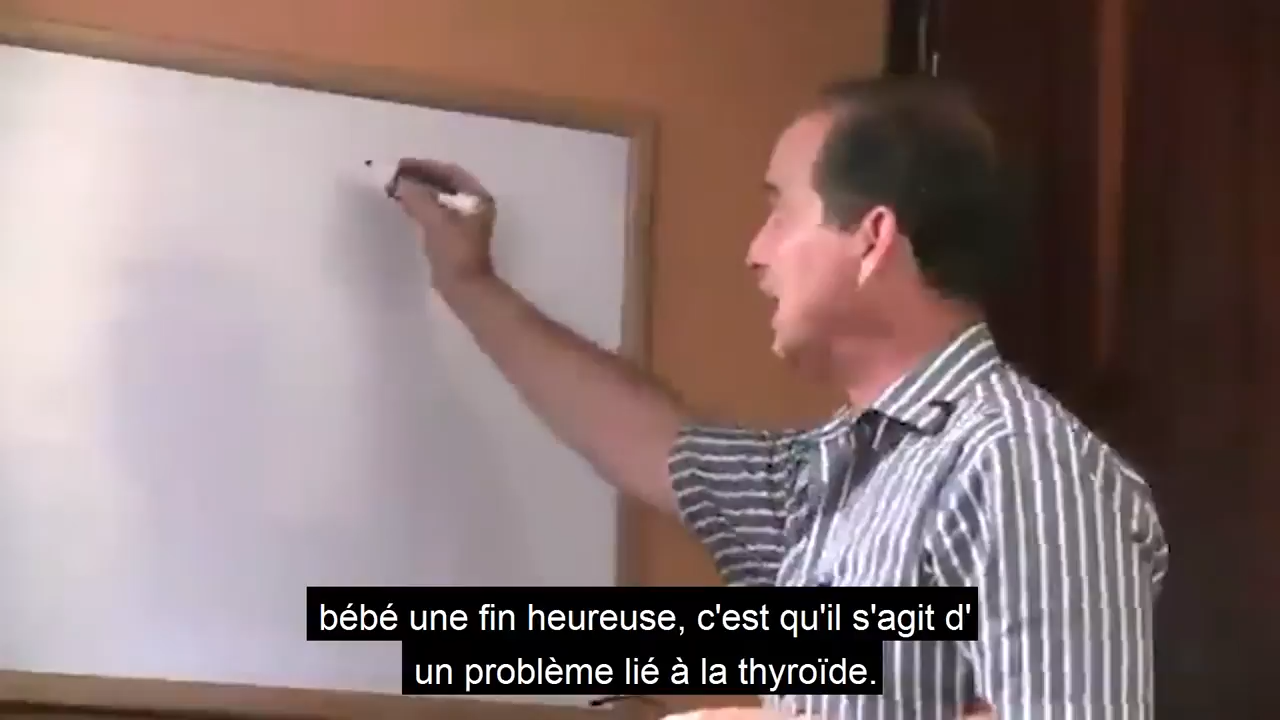 bébé une fin heureuse, c'est qu'il s'agit d'
un problème lié à la thyroïde.